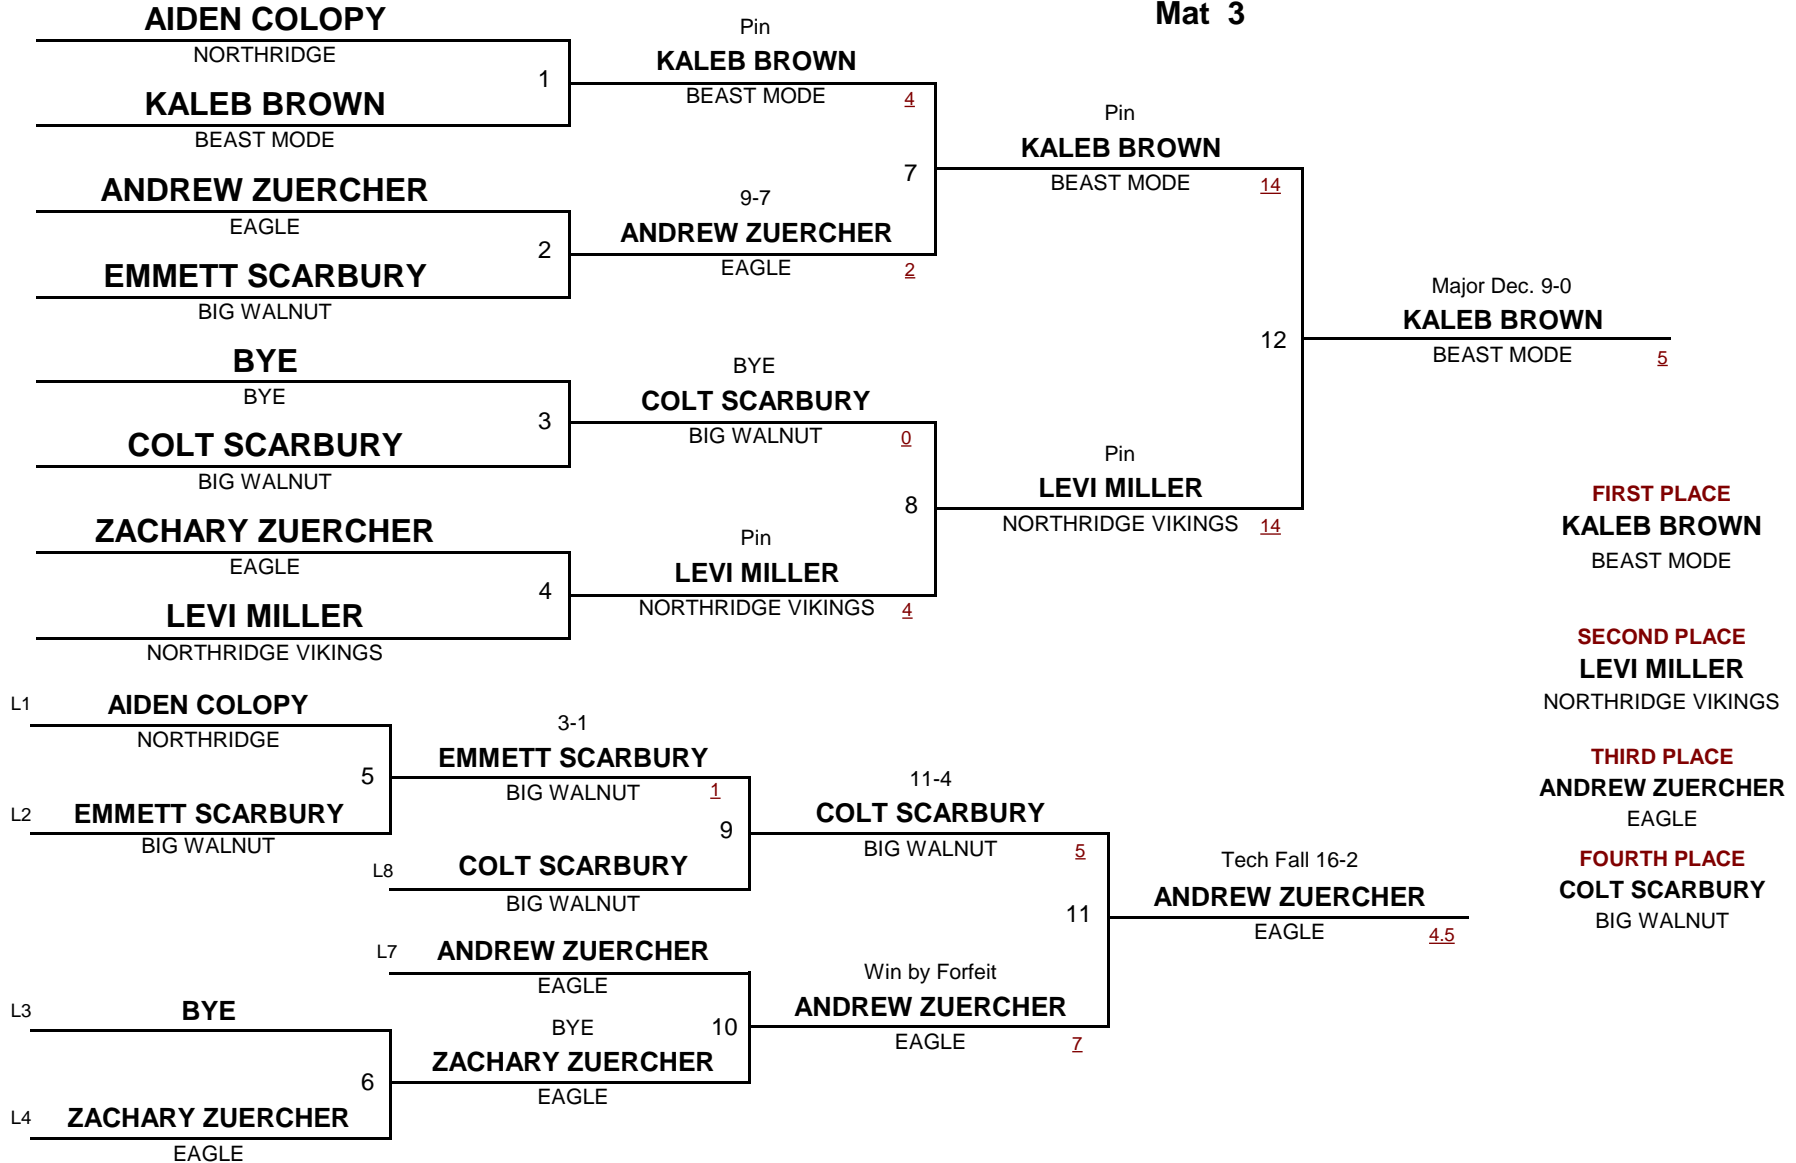 Mat 3
AIDEN COLOPY
NORTHRIDGE
1
KALEB BROWN
BEAST MODE
ANDREW ZUERCHER
EAGLE
2
EMMETT SCARBURY
BIG WALNUT
BYE
BYE
3
COLT SCARBURY
BIG WALNUT
ZACHARY ZUERCHER
EAGLE
4
LEVI MILLER
NORTHRIDGE VIKINGS
Pin
KALEB BROWN
BEAST MODE 4
7
9-7
ANDREW ZUERCHER
EAGLE 2
BYE
COLT SCARBURY
BIG WALNUT 0
8
Pin
LEVI MILLER
NORTHRIDGE VIKINGS 4
Pin
KALEB BROWN
BEAST MODE 14
12
Pin
LEVI MILLER
NORTHRIDGE VIKINGS 14
Major Dec. 9-0
KALEB BROWN
BEAST MODE 5
L1 AIDEN COLOPY
NORTHRIDGE
5
L2 EMMETT SCARBURY
BIG WALNUT
L3 BYE
6
L4 ZACHARY ZUERCHER
EAGLE
3-1
EMMETT SCARBURY
BIG WALNUT 1
9
L8 COLT SCARBURY
BIG WALNUT
L7 ANDREW ZUERCHER
EAGLE
BYE 10
ZACHARY ZUERCHER
EAGLE
11-4
COLT SCARBURY
BIG WALNUT 5
11
Win by Forfeit
ANDREW ZUERCHER
EAGLE 7
Tech Fall 16-2
ANDREW ZUERCHER
EAGLE 4.5
FIRST PLACE
KALEB BROWN
BEAST MODE
SECOND PLACE
LEVI MILLER
NORTHRIDGE VIKINGS
THIRD PLACE
ANDREW ZUERCHER
EAGLE
FOURTH PLACE
COLT SCARBURY
BIG WALNUT